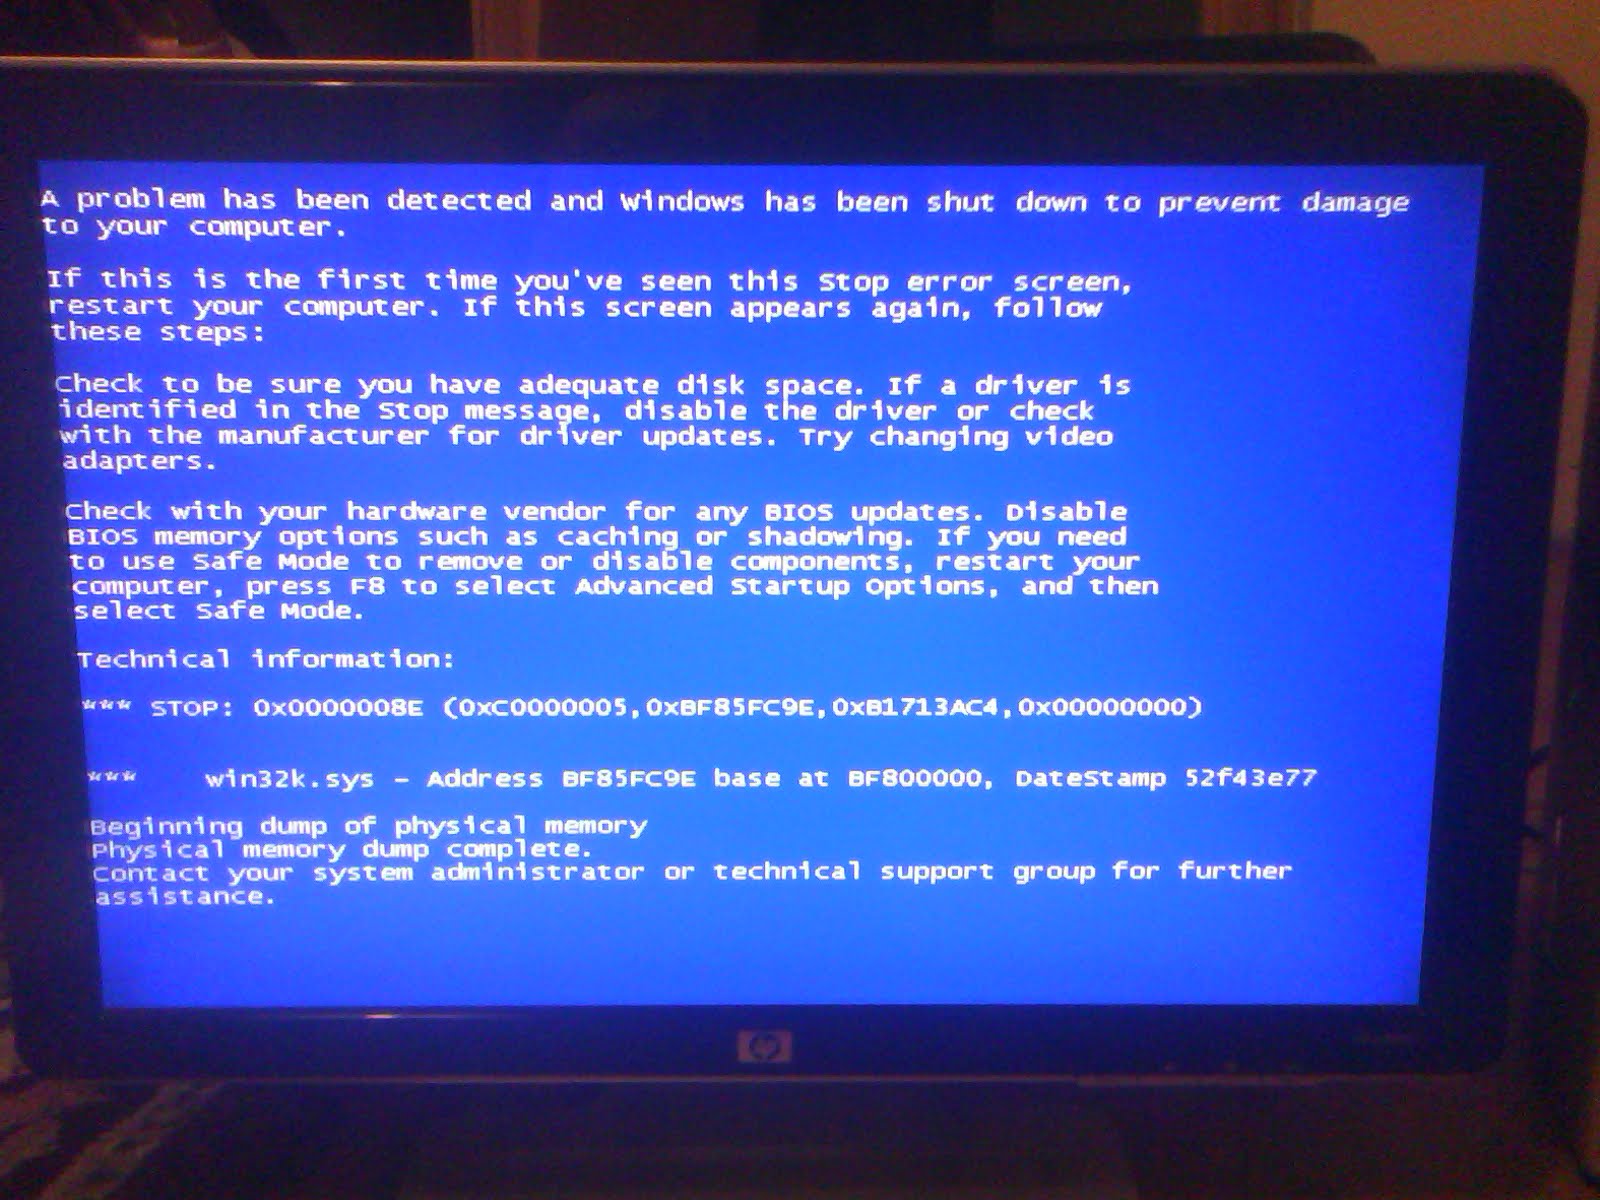 A problem has been detected and Windows has been shut down to prevent damage
to your computer.
If this is the first time you've seen this Stop error screen,
restart your computer. If this screen appears again, follow
these steps:
Check to be sure you have adequate disk space. If a driver is
identified in the Stop message, disable the driver or check
with the manufacturer for driver updates. Try changing video
adapters.
Check with your hardware vendor for any BIOS updates. Disable
BIOS memory options such as caching or shadowing. If you need
to use Safe Mode to remove or disable components, restart your
computer, press F8 to select Advanced Startup Options, and then
select Safe Mode.
Technical information:
*** STOP: 0x0000008E (0xC0000005,0xBF85FC9E,0xB1713AC4,0x00000000)
*** win32k.sys - Address BF85FC9E base at BF800000, DateStamp 52f43e77
Beginning dump of physical memory
Physical memory dump complete.
Contact your system administrator or technical support group for further
assistance.
hp